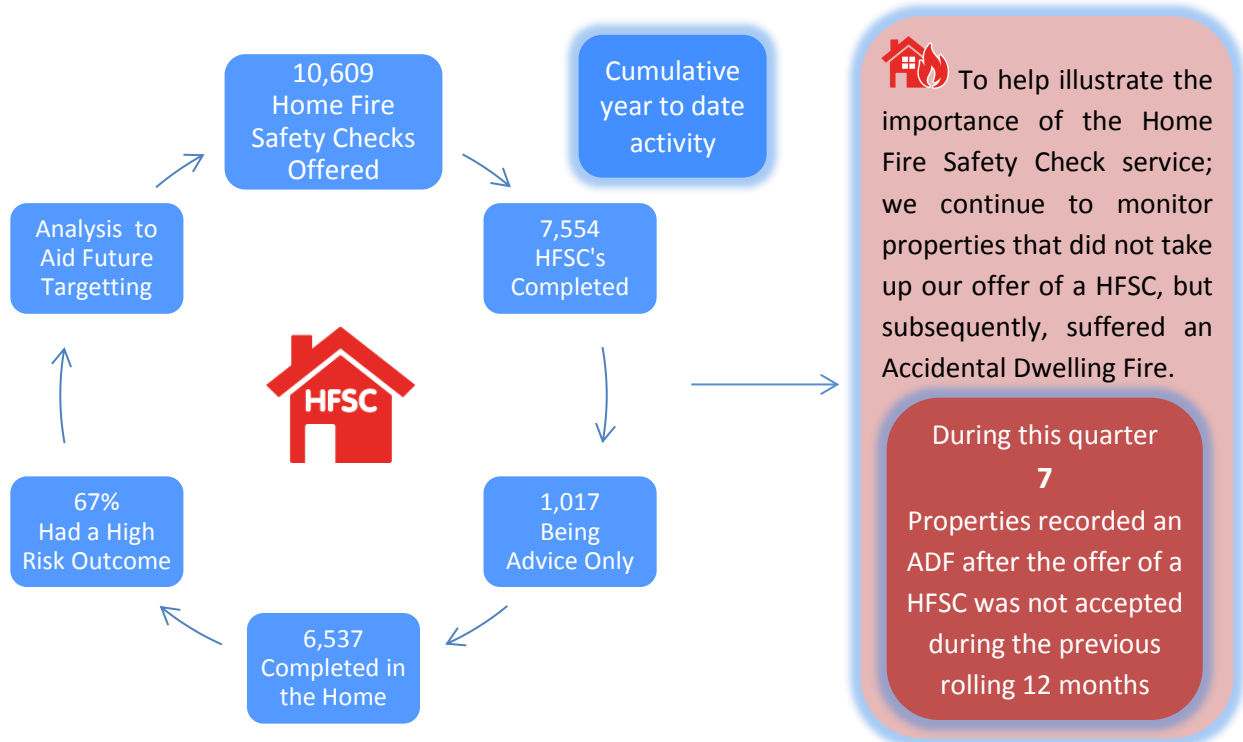 10,609
Home Fire
Safety Checks
Offered
Cumulative
year to date
activity
7,554
HFSC's
Completed
1,017
Being
Advice Only
6,537
Completed in
the Home
67%
Had a High
Risk Outcome
Analysis to
Aid Future
Targetting
HFSC
To help illustrate the
importance of the Home
Fire Safety Check service;
we continue to monitor
properties that did not take
up our offer of a HFSC, but
subsequently, suffered an
Accidental Dwelling Fire.
During this quarter
7
Properties recorded an
ADF after the offer of a
HFSC was not accepted
during the previous
rolling 12 months